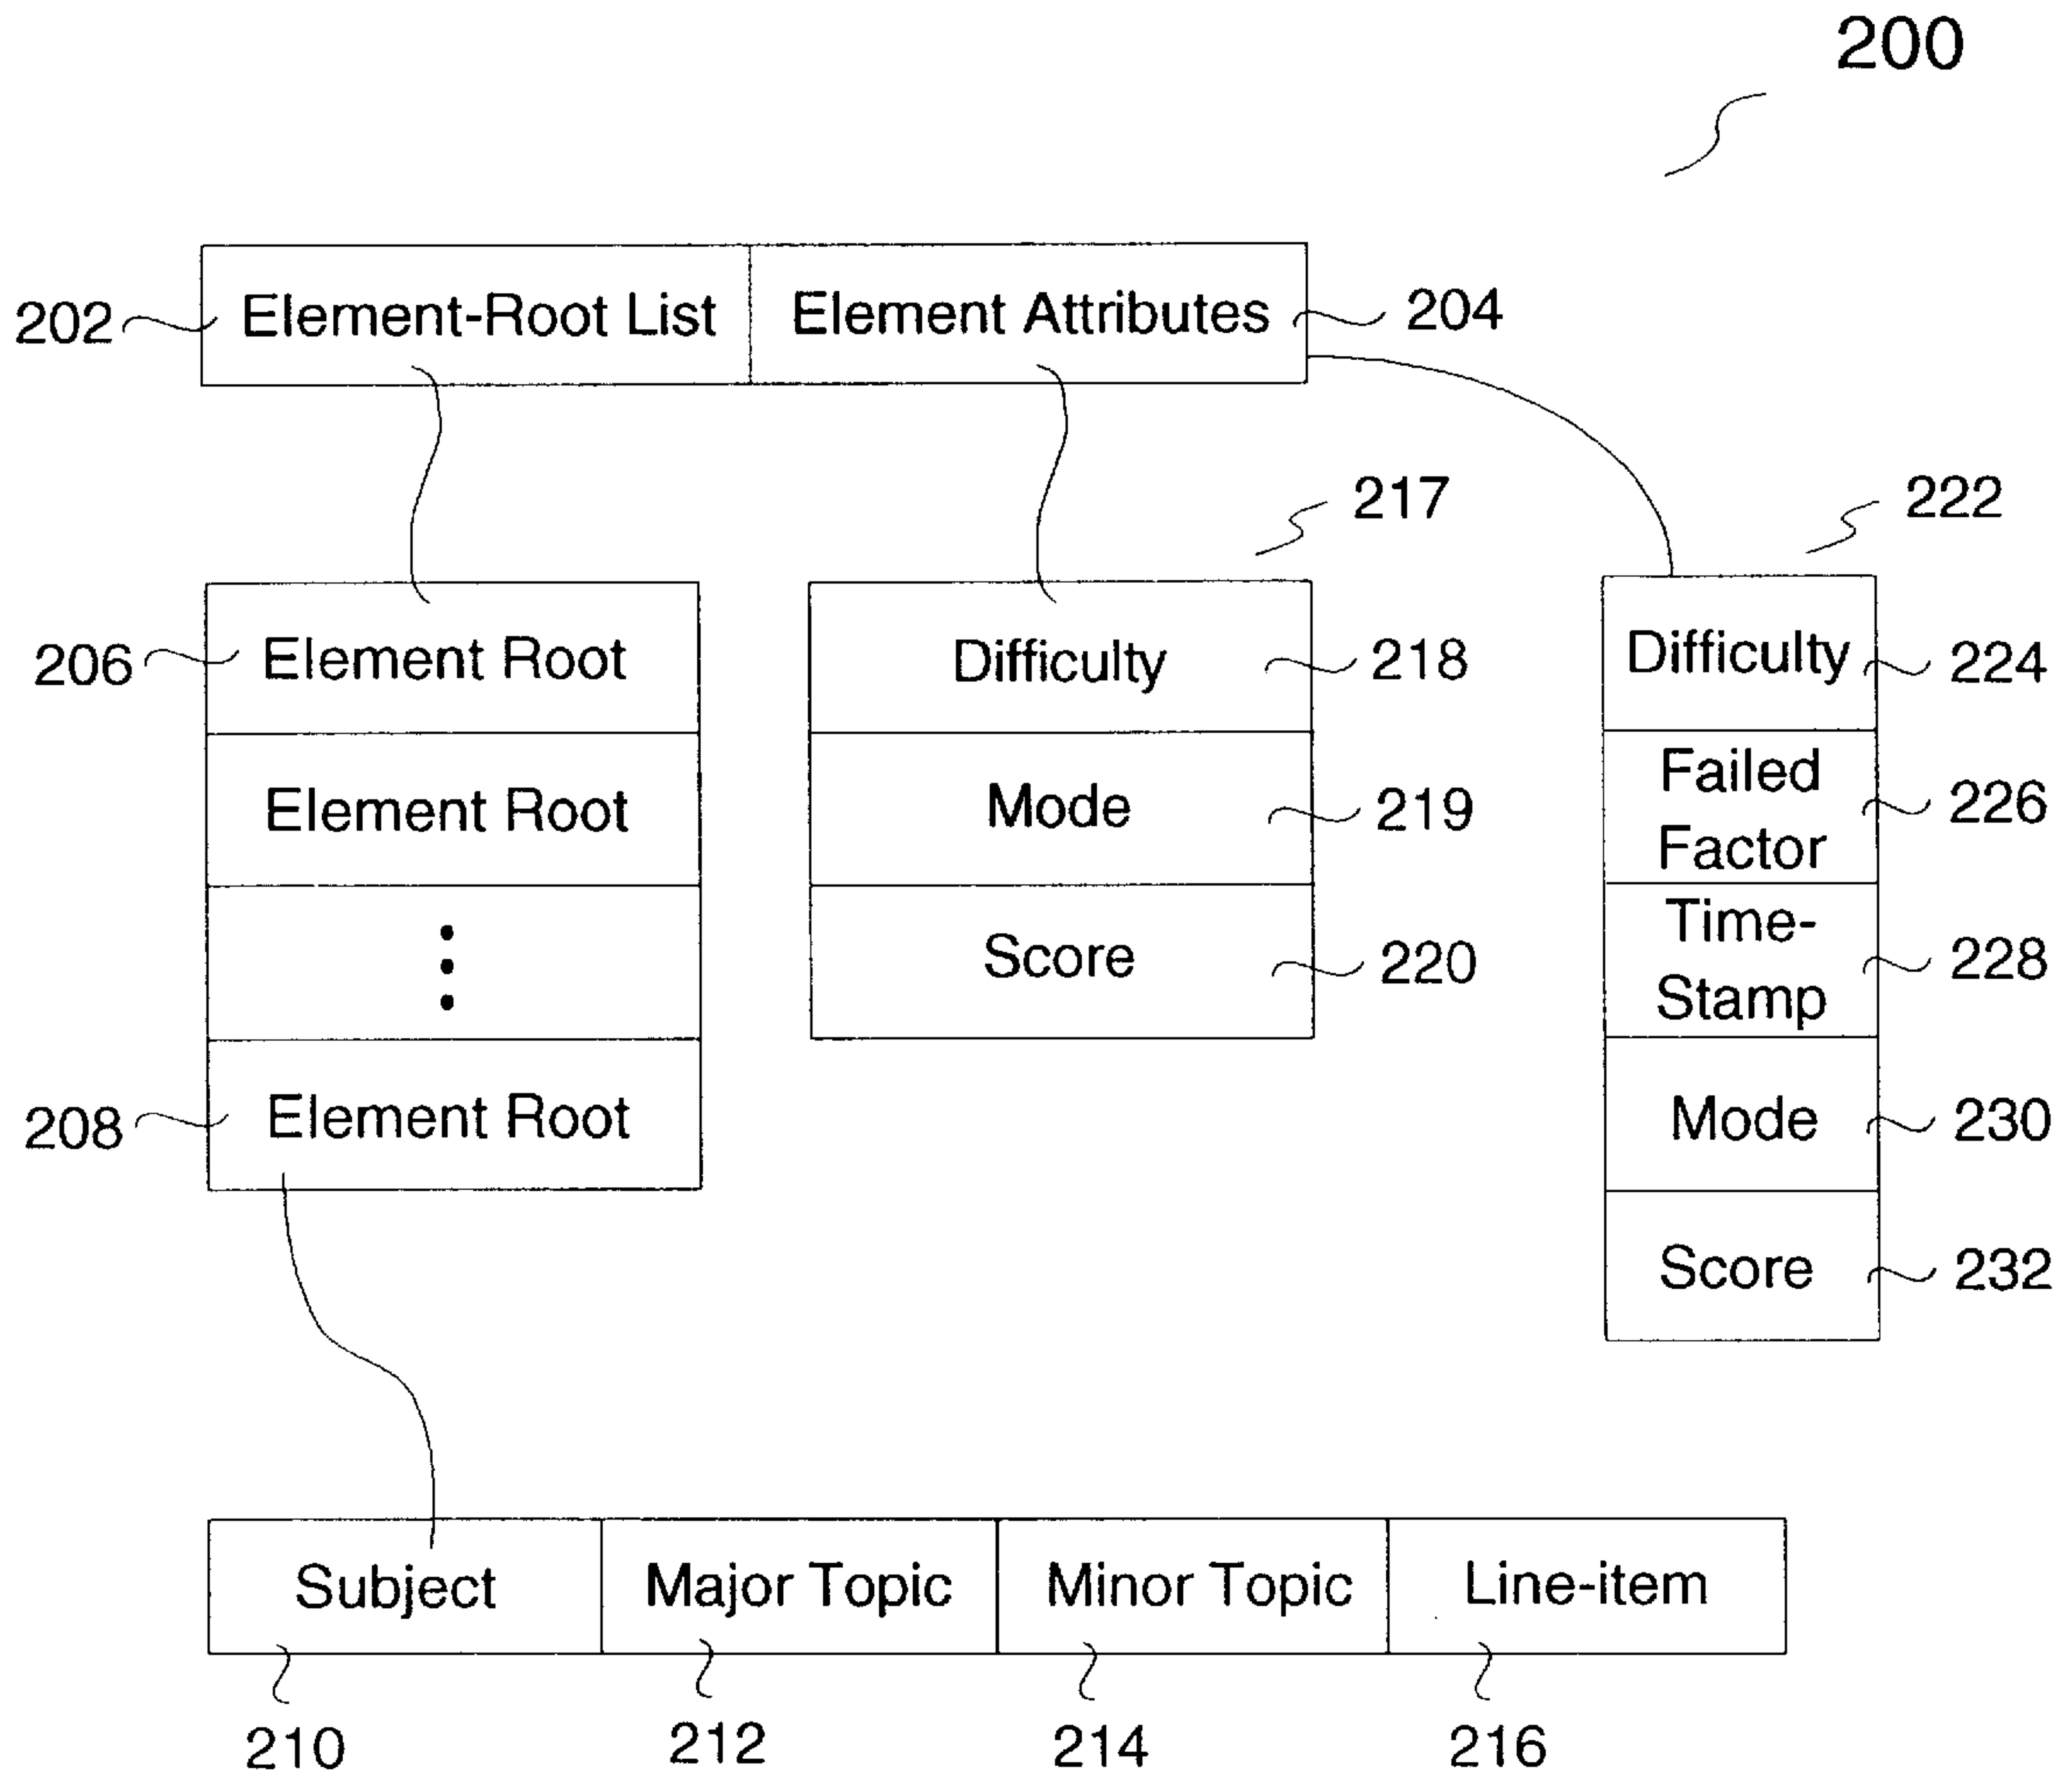 200
202 Element-Root List Element Attributes 204
217
222
206 Element Root
Difficulty 218
Difficulty 224
Element Root
Mode 219
Failed
Factor
226
Score 220
Time-
Stamp
228
208 Element Root
Mode 230
Score 232
Subject Major Topic Minor Topic Line-item
210 212 214 216